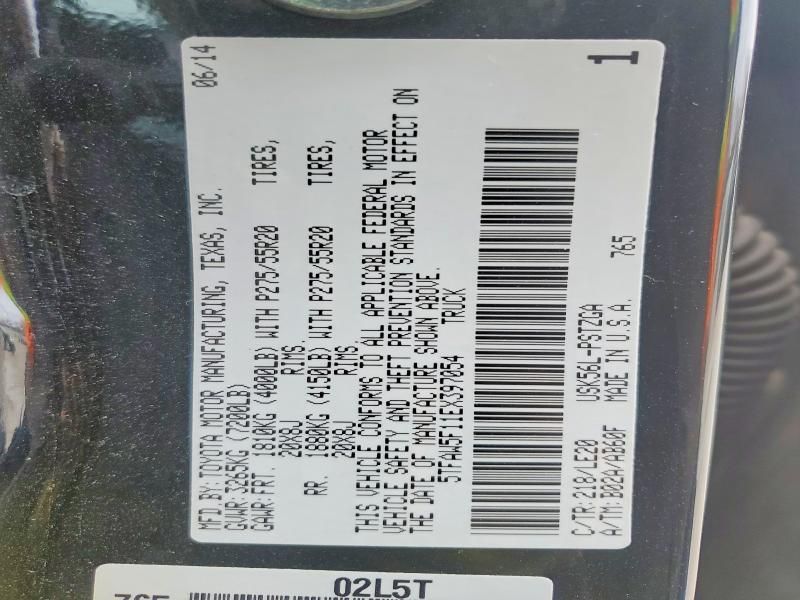 MFD.BY: TOYOTA MOTOR MANUFACTURING, TEXAS, INC. 06/14
GVWR: 3265KG (7200LB)
GAWR: FRT. 1810KG (4000LB) WITH P275/55R20 TIRES,
20X8J RIMS.
RR. 1880KG (4150LB) WITH P275/55R20 TIRES,
20X8J RIMS.
THIS VEHICLE CONFORMS TO ALL APPLICABLE FEDERAL MOTOR
VEHICLE SAFETY AND THEFT PREVENTION STANDARDS IN EFFECT ON
THE DATE OF MANUFACTURE SHOWN ABOVE.
5TFAW5F11EX397054 TRUCK
C/TR: 218/LE20 USK56L-PSTZGA 765
A/TM: B02A/AB60F MADE IN U.S.A.
1
765
02L5T